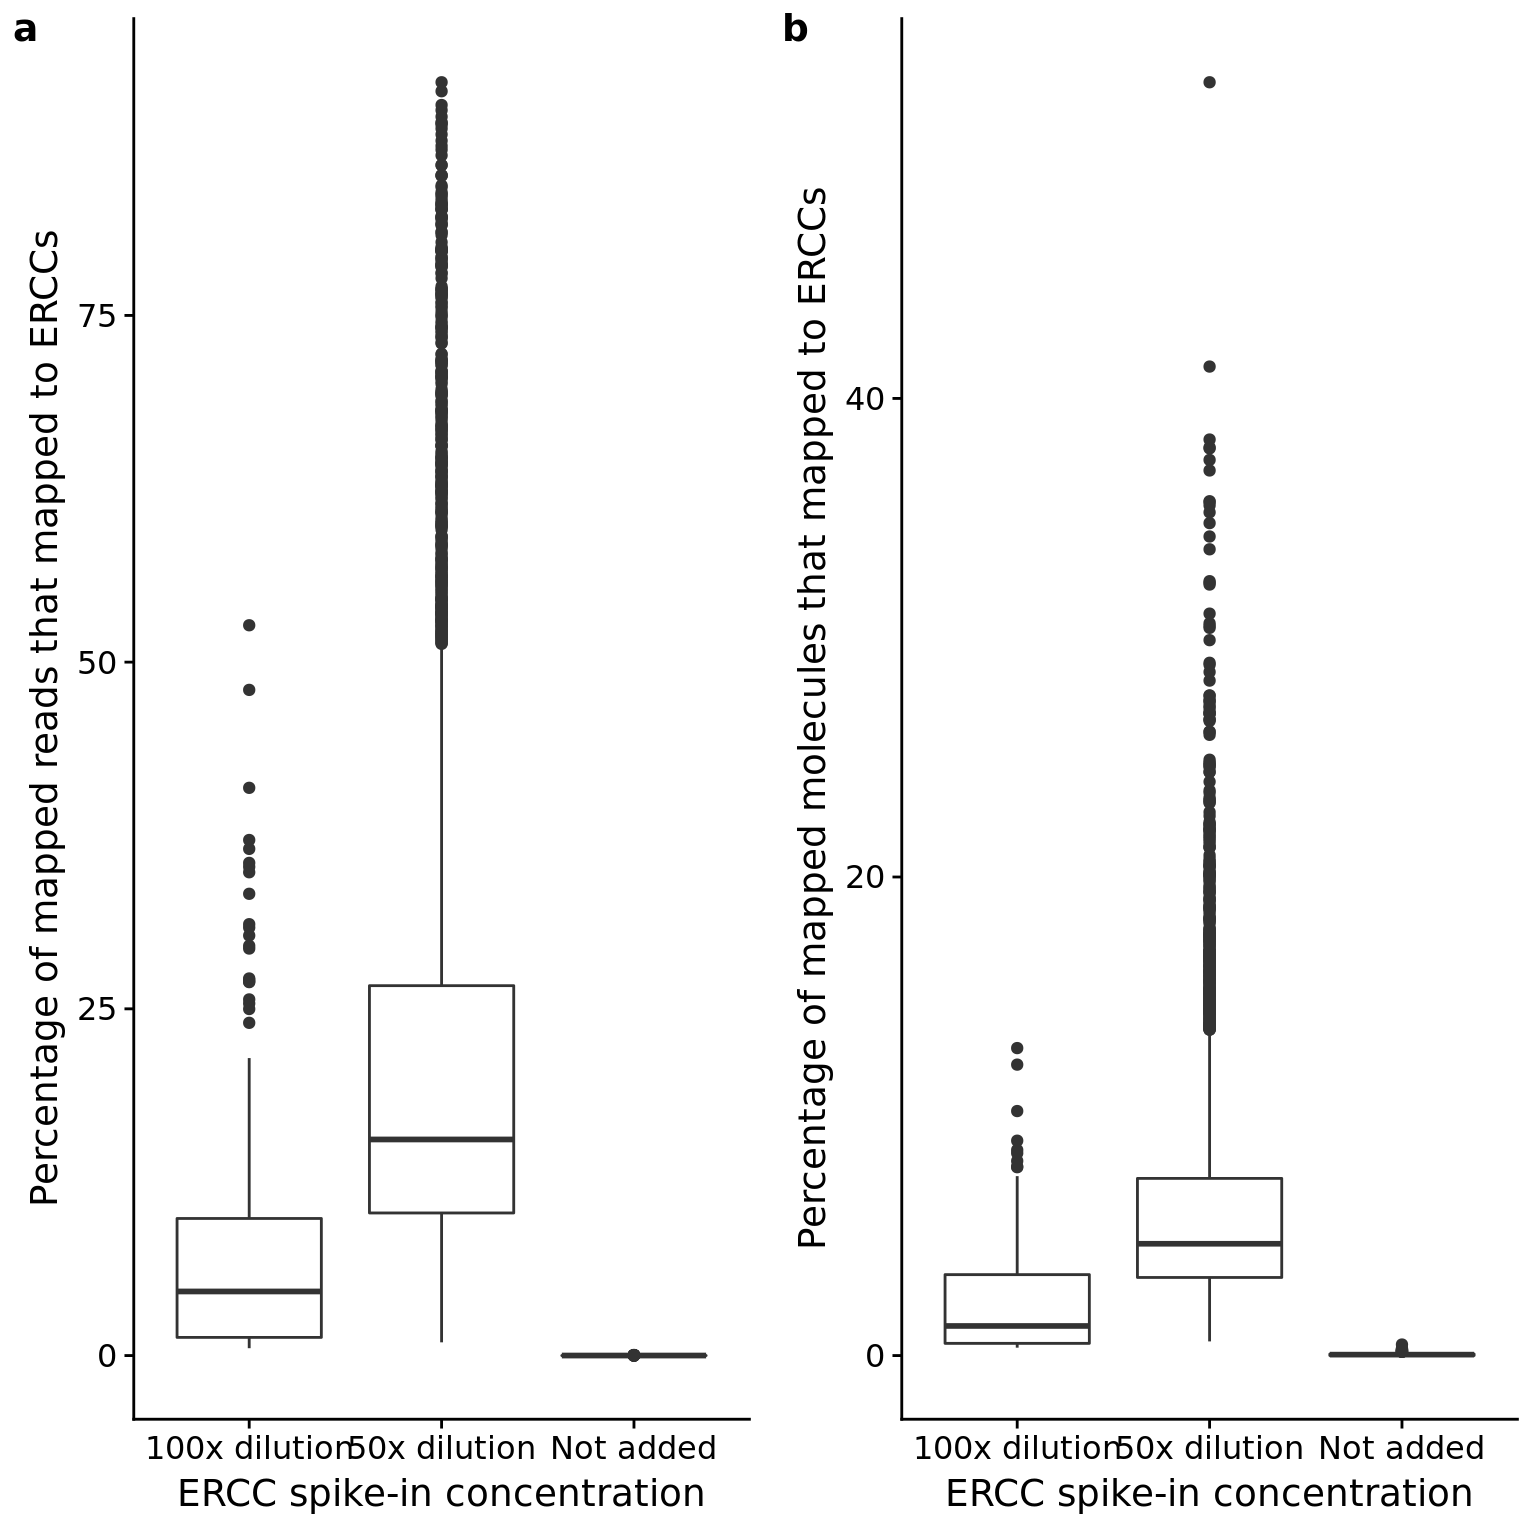 a
Percentage of mapped reads that mapped to ERCCs
75
50
25
0
100x dilution 50x dilution Not added
ERCC spike-in concentration
b
Percentage of mapped molecules that mapped to ERCCs
40
20
0
100x dilution 50x dilution Not added
ERCC spike-in concentration